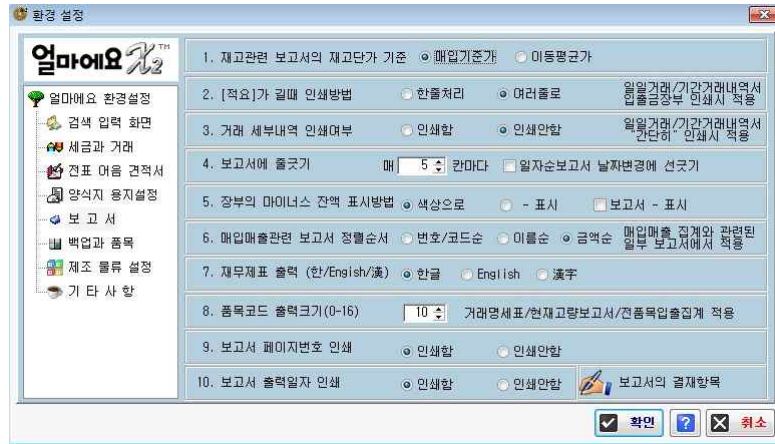 환경 설정
얼마에요 X2 TM
얼마에요 환경설정
검색 입력 화면
세금과 거래
전표 어음 견적서
양식지 용지설정
보 고 서
백업과 품목
제조 물류 설정
기 타 사 항
1. 재고관련 보고서의 재고단가 기준 매입기준가 이동평균가
2. [적요]가 길때 인쇄방법 한줄처리 여러줄로 일일거래/기간거래내역서
입출금장부 인쇄시 적용
3. 거래 세부내역 인쇄여부 인쇄함 인쇄안함 일일거래/기간거래내역서
"간단히" 인쇄시 적용
4. 보고서에 줄긋기 매 5 칸마다 일자순보고서 날짜변경에 선긋기
5. 장부의 마이너스 잔액 표시방법 색상으로 - 표시 보고서 - 표시
6. 매입매출관련 보고서 정렬순서 번호/코드순 이름순 금액순 매입매출 집계와 관련된
일부 보고서에서 적용
7. 재무제표 출력 (한/Engish/漢) 한글 English 漢字
8. 품목코드 출력크기(0-16) 10 거래명세표/현재고량보고서/전품목입출집계 적용
9. 보고서 페이지번호 인쇄 인쇄함 인쇄안함
10. 보고서 출력일자 인쇄 인쇄함 인쇄안함 보고서의 결재항목
확인 ? 취소